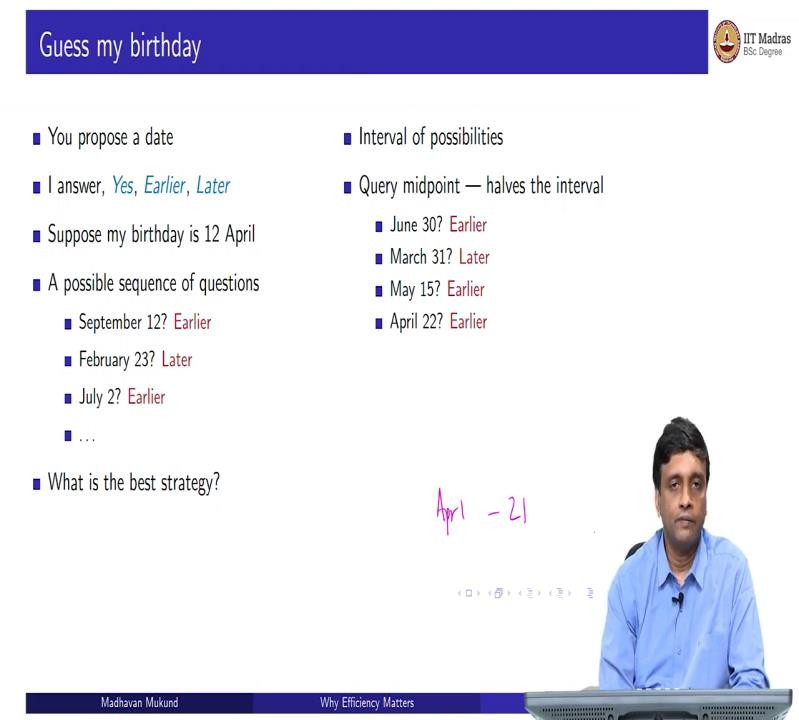 Guess my birthday
IIT Madras
BSc Degree
You propose a date
I answer, Yes, Earlier, Later
Suppose my birthday is 12 April
A possible sequence of questions
September 12? Earlier
February 23? Later
July 2? Earlier
...
What is the best strategy?
Interval of possibilities
Query midpoint — halves the interval
June 30? Earlier
March 31? Later
May 15? Earlier
April 22? Earlier
Apr 1 - 21
Madhavan Mukund
Why Efficiency Matters